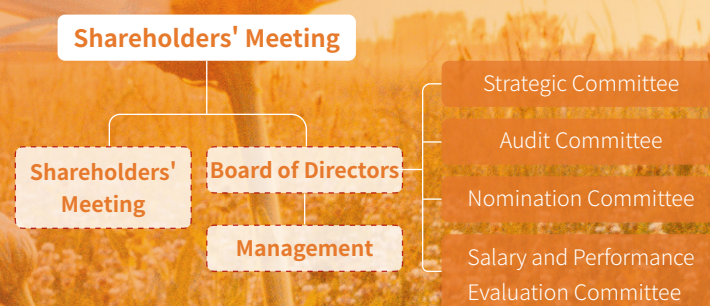 Shareholders' Meeting
Shareholders'
Meeting
Board of Directors
Management
Strategic Committee
Audit Committee
Nomination Committee
Salary and Performance
Evaluation Committee